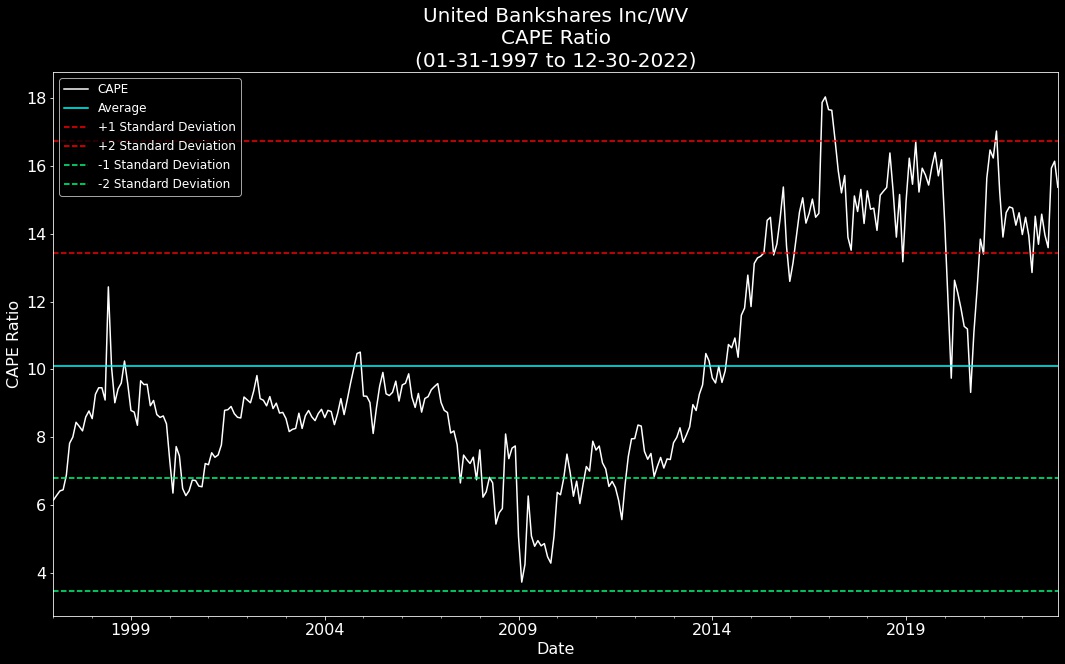 United Bankshares Inc/WV
CAPE Ratio
(01-31-1997 to 12-30-2022)
CAPE
Average
+1 Standard Deviation
+2 Standard Deviation
-1 Standard Deviation
-2 Standard Deviation
CAPE Ratio
18
16
14
12
10
8
6
4
1999
2004
2009
2014
2019
Date